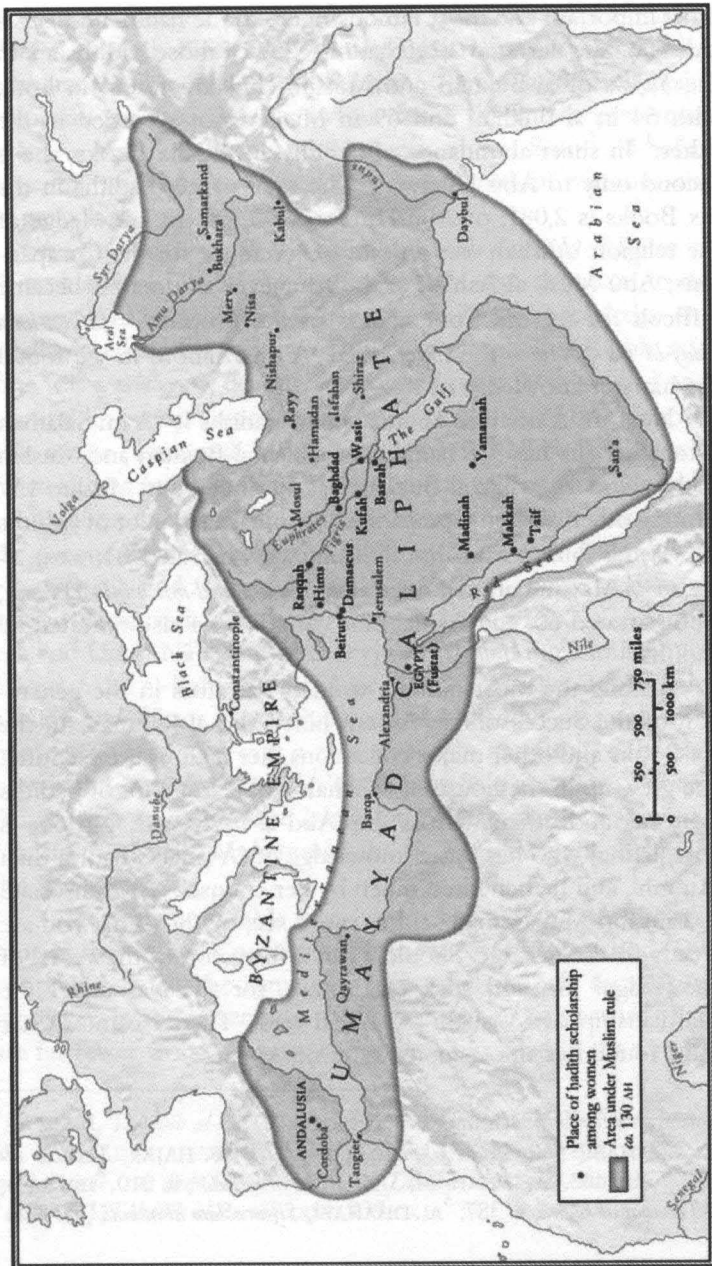 Aral
Sea
Syr Darya
Amu Darya
Samarkand
Bukhara
Merv
Nisa
Kabul
Nishapur
Indus
Daybul
Arabian
Sea
Volga
Caspian Sea
Rayy
Hamadan
Isfahan
Shiraz
The Gulf
Mosul
Euphrates
Tigris
Baghdad
Wasit
Kufah
Basrah
Yamamah
San'a
Raqqah
Hims
Damascus
Beirut
Jerusalem
Madinah
Makkah
Taif
Red Sea
Black Sea
Constantinople
BYZANTINE EMPIRE
Danube
Rhine
Mediterranean Sea
Alexandria
EGYPT
(Fustat)
Nile
Barqa
Qayrawan
UMAYYAD CALIPHATE
ANDALUSIA
Cordoba
Tangier
Niger
Senegal
0 250 500 750 miles
0 500 1000 km
Place of ḥadīth scholarship
among women
Area under Muslim rule
ca. 130 AH